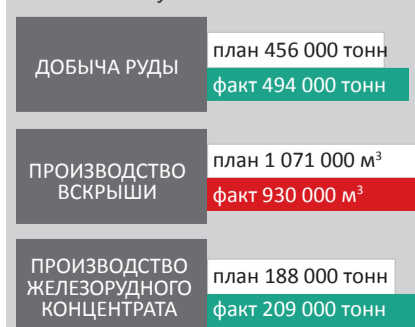 ДОБЫЧА РУДЫ
план 456 000 тонн
факт 494 000 тонн
ПРОИЗВОДСТВО
ВСКРЫШИ
план 1 071 000 м³
факт 930 000 м³
ПРОИЗВОДСТВО
ЖЕЛЕЗОРУДНОГО
КОНЦЕНТРАТА
план 188 000 тонн
факт 209 000 тонн